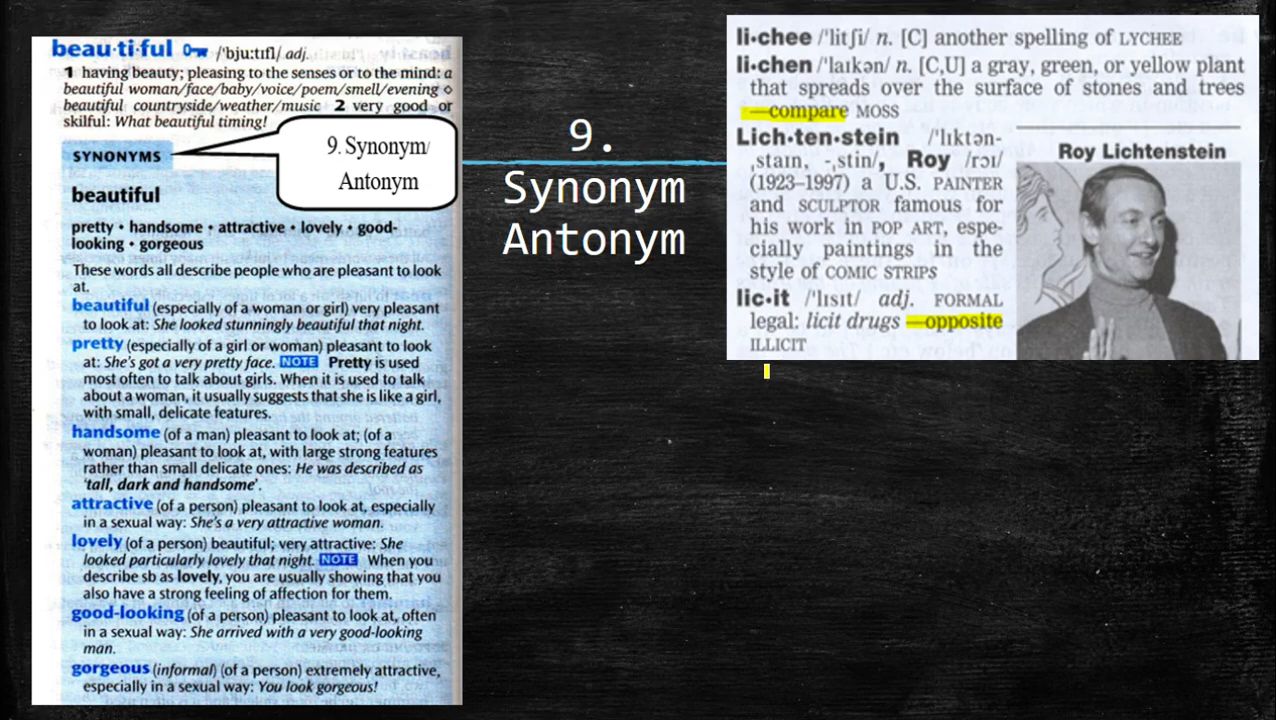 beau·ti·ful /ˈbjuːtɪfl/ adj.
1 having beauty; pleasing to the senses or to the mind: a
beautiful woman/face/baby/voice/poem/smell/evening ◇
beautiful countryside/weather/music 2 very good or
skilful: What beautiful timing!
SYNONYMS
beautiful
pretty • handsome • attractive • lovely • good-
looking • gorgeous
These words all describe people who are pleasant to look
at.
beautiful (especially of a woman or girl) very pleasant
to look at: She looked stunningly beautiful that night.
pretty (especially of a girl or woman) pleasant to look
at: She's got a very pretty face. NOTE Pretty is used
most often to talk about girls. When it is used to talk
about a woman, it usually suggests that she is like a girl,
with small, delicate features.
handsome (of a man) pleasant to look at; (of a
woman) pleasant to look at, with large strong features
rather than small delicate ones: He was described as
'tall, dark and handsome'.
attractive (of a person) pleasant to look at, especially
in a sexual way: She's a very attractive woman.
lovely (of a person) beautiful; very attractive: She
looked particularly lovely that night. NOTE When you
describe sb as lovely, you are usually showing that you
also have a strong feeling of affection for them.
good-looking (of a person) pleasant to look at, often
in a sexual way: She arrived with a very good-looking
man.
gorgeous (informal) (of a person) extremely attractive,
especially in a sexual way: You look gorgeous!
9. Synonym/
Antonym
9.
Synonym
Antonym
li•chee /ˈlitʃi/ n. [C] another spelling of LYCHEE
li•chen /ˈlaɪkən/ n. [C,U] a gray, green, or yellow plant
that spreads over the surface of stones and trees
—compare MOSS
Lich•ten•stein /ˈlɪktən-
ˌstaɪn, -ˌstin/, Roy /rɔɪ/
(1923–1997) a U.S. PAINTER
and SCULPTOR famous for
his work in POP ART, espe-
cially paintings in the
style of COMIC STRIPS
lic•it /ˈlɪsɪt/ adj. FORMAL
legal: licit drugs —opposite
ILLICIT
Roy Lichtenstein